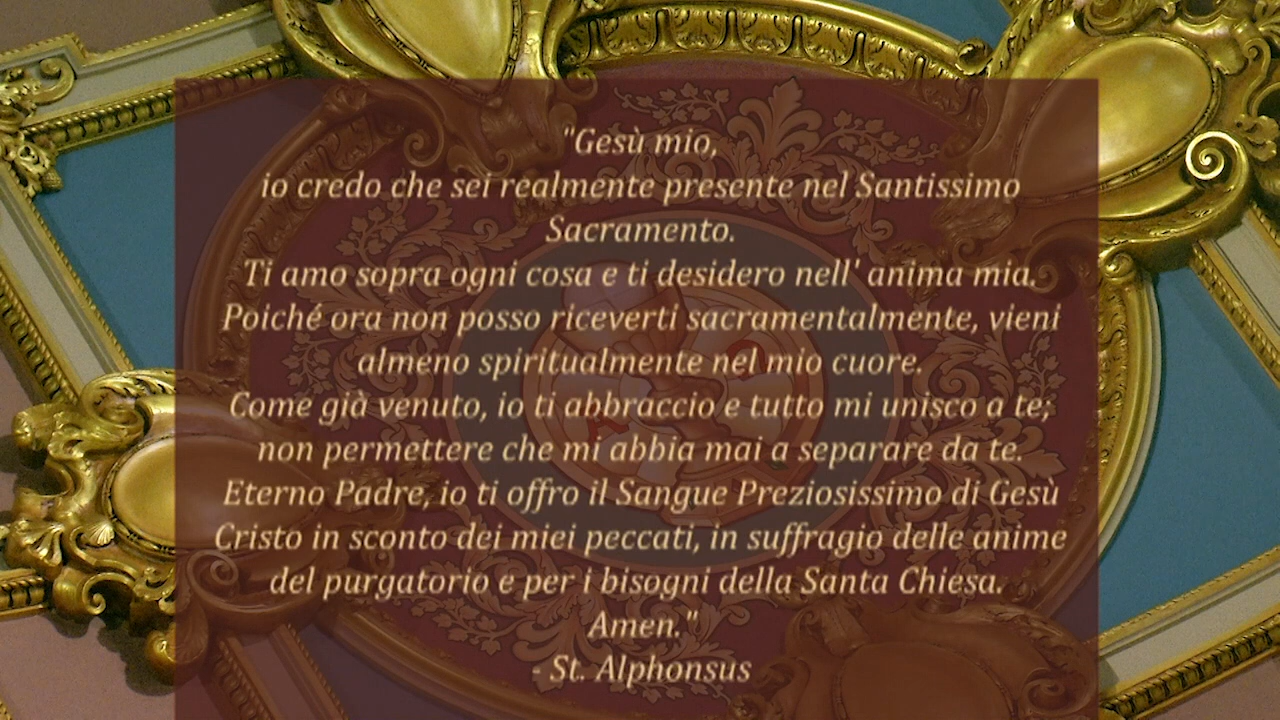 "Gesù mio,
io credo che sei realmente presente nel Santissimo
Sacramento.
Ti amo sopra ogni cosa e ti desidero nell' anima mia.
Poiché ora non posso riceverti sacramentalmente, vieni
almeno spiritualmente nel mio cuore.
Come già venuto, io ti abbraccio e tutto mi unisco a te;
non permettere che mi abbia mai a separare da te.
Eterno Padre, io ti offro il Sangue Preziosissimo di Gesù
Cristo in sconto dei miei peccati, in suffragio delle anime
del purgatorio e per i bisogni della Santa Chiesa.
Amen."
- St. Alphonsus